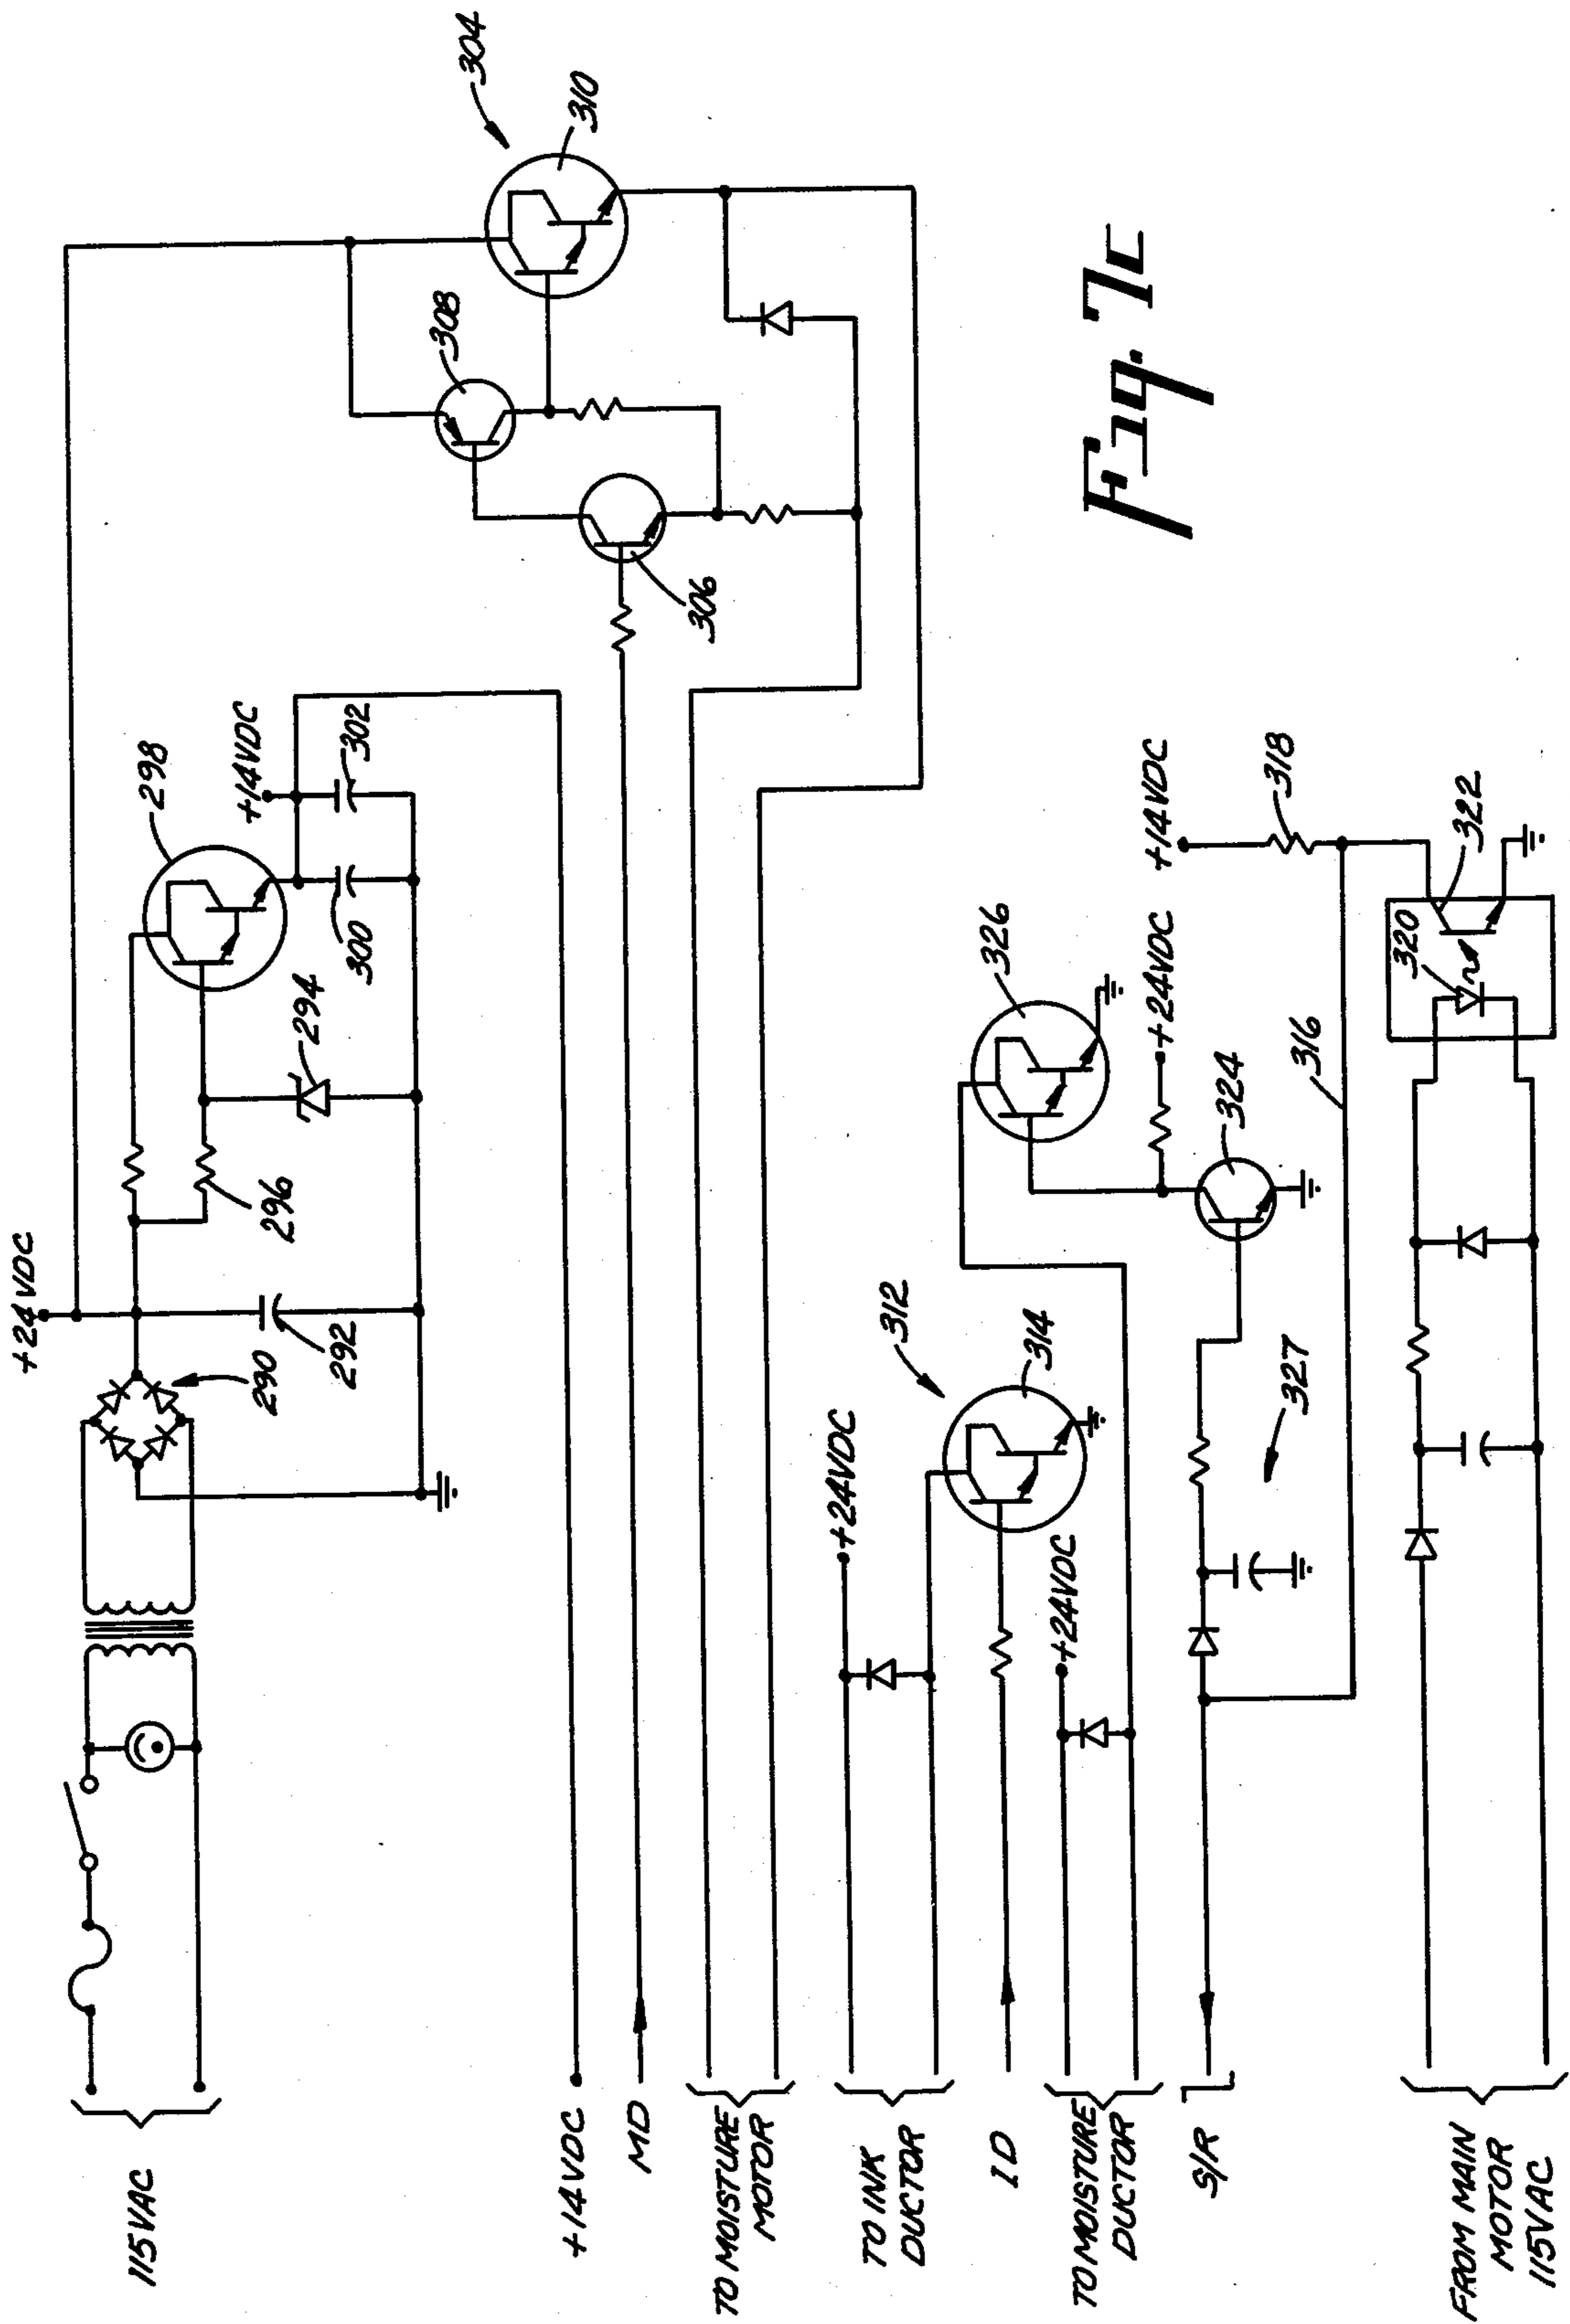 115VAC
+24VDC
290
292
296
294
298
+14VDC
300
302
304
310
308
306
+14VDC
MD
TO MOISTURE
MOTOR
TO INK
DUCTOR
+24VDC
312
314
ID
TO MOISTURE
DUCTOR
+24VDC
326
+24VDC
324
S/R
327
316
+14VDC
318
320
322
FROM MAIN
MOTOR
115VAC
Fig. 7c